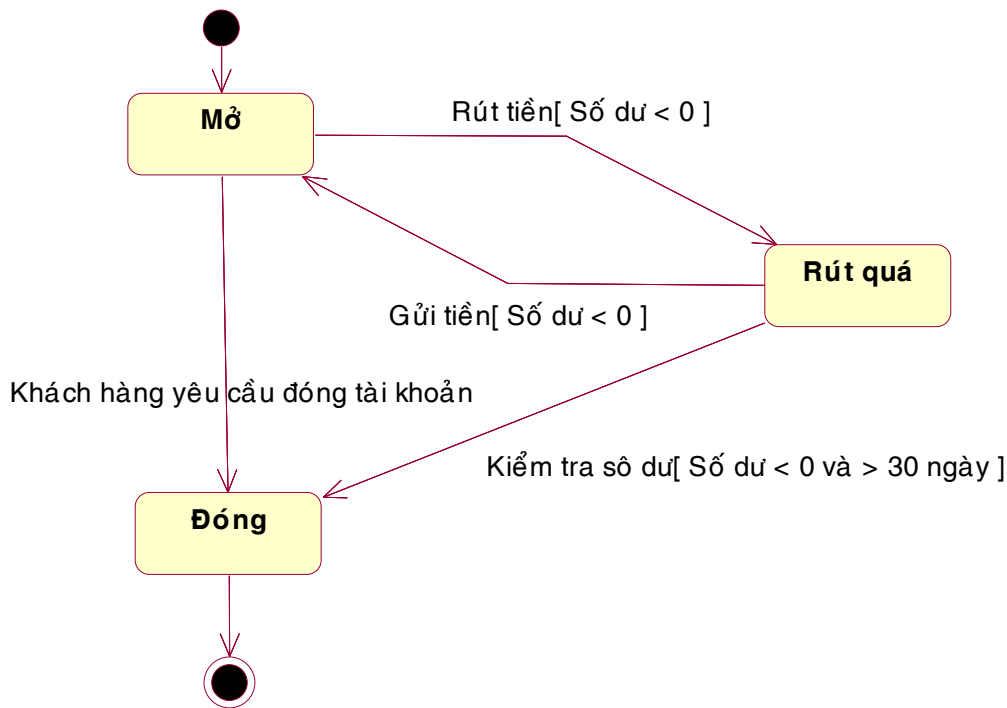 Mở
Rút tiền[ Số dư < 0 ]
Rút quá
Gửi tiền[ Số dư < 0 ]
Khách hàng yêu cầu đóng tài khoản
Kiểm tra sô dư[ Số dư < 0 và > 30 ngày ]
Đóng